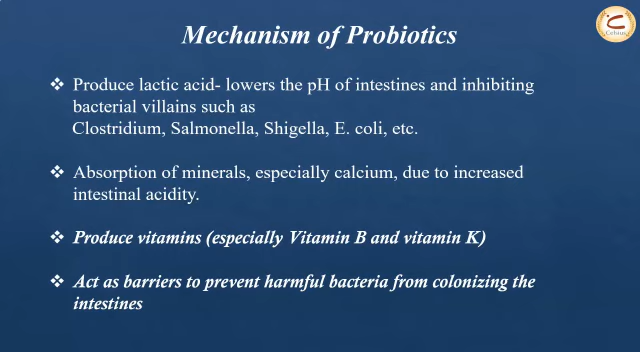 Mechanism of Probiotics
Celsius
❖ Produce lactic acid- lowers the pH of intestines and inhibiting
bacterial villains such as
Clostridium, Salmonella, Shigella, E. coli, etc.
❖ Absorption of minerals, especially calcium, due to increased
intestinal acidity.
❖ Produce vitamins (especially Vitamin B and vitamin K)
❖ Act as barriers to prevent harmful bacteria from colonizing the
intestines